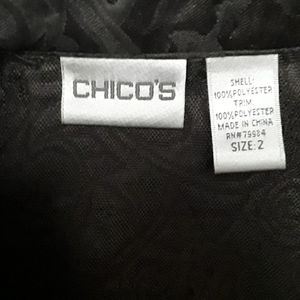 CHICO'S
SHELL:
100%POLYESTER
TRIM
100%POLYESTER
MADE IN CHINA
RN# 79984
SIZE: 2